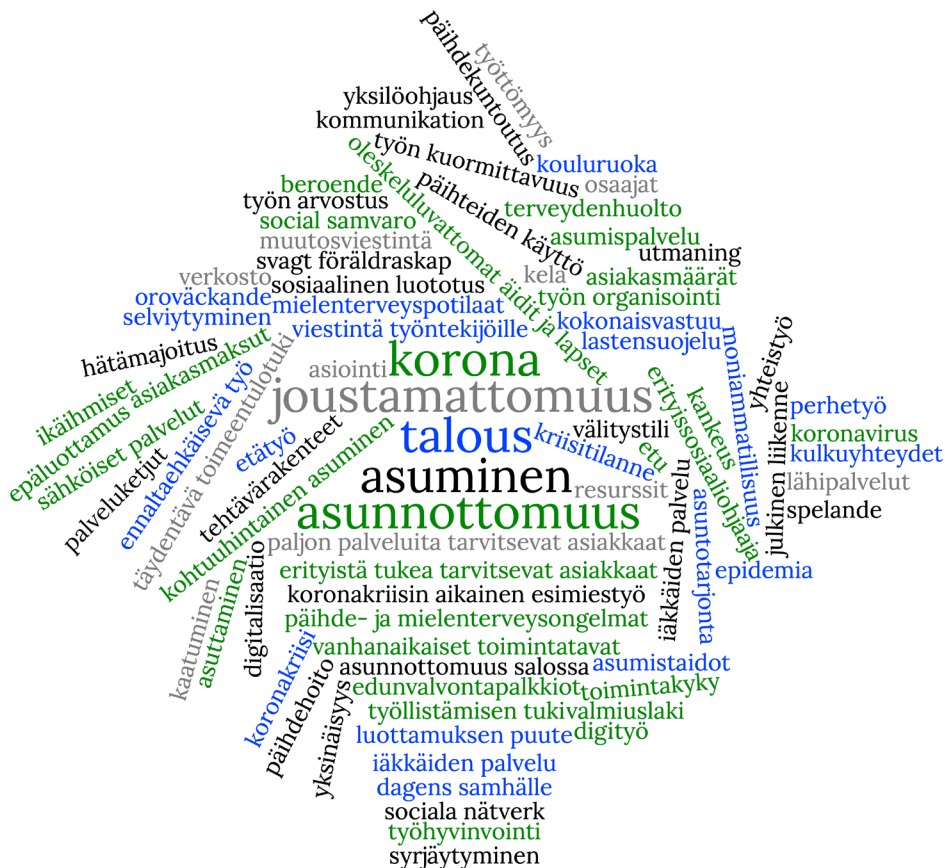 päihdekuntoutus
työttömyys
yksilöohjaus
kommunikation
työn kuormittavuus
kouluruoka
osaajat
oleskeluluvattomat äidit ja lapset
päihteiden käyttö
beroende
työn arvostus
terveydenhuolto
social samvaro
muutosviestintä
asumispalvelu
utmaning
svagt föräldraskap
kela
asiakasmäärät
verkosto
sosiaalinen luototus
työn organisointi
oroväckande
mielenterveyspotilaat
selviytyminen
viestintä työntekijöille
kokonaisvastuu
lastensuojelu
hätämajoitus
asiointi
korona
moniammatillisuus
yhteistyö
ikäihmiset
epäluottamus asiakasmaksut
sähköiset palvelut
palveluketjut
ennaltaehkäisevä työ
täydentävä toimeentulotuki
joustamattomuus
erityissosiaaliohjaaja
kankeus
julkinen liikenne
perhetyö
etätyö
tehtävärakenteet
kohtuuhintainen asuminen
talous
kriisitilanne
välitystili
etu
koronavirus
kulkuyhteydet
asuminen
resurssit
lähipalvelut
spelande
asunnottomuus
iäkkäiden palvelu
asuntotarjonta
paljon palveluita tarvitsevat asiakkaat
erityistä tukea tarvitsevat asiakkaat
epidemia
kaatuminen
asuttaminen
digitalisaatio
koronakriisin aikainen esimiestyö
päihde- ja mielenterveysongelmat
vanhanaikaiset toimintatavat
koronakriisi
päihdehoito
yksinäisyys
asunnottomuus salossa
asumistaidot
edunvalvontapalkkiot
toimintakyky
työllistämisen tukivalmiuslaki
luottamuksen puute
digityö
iäkkäiden palvelu
dagens samhälle
sociala nätverk
työhyvinvointi
syrjäytyminen